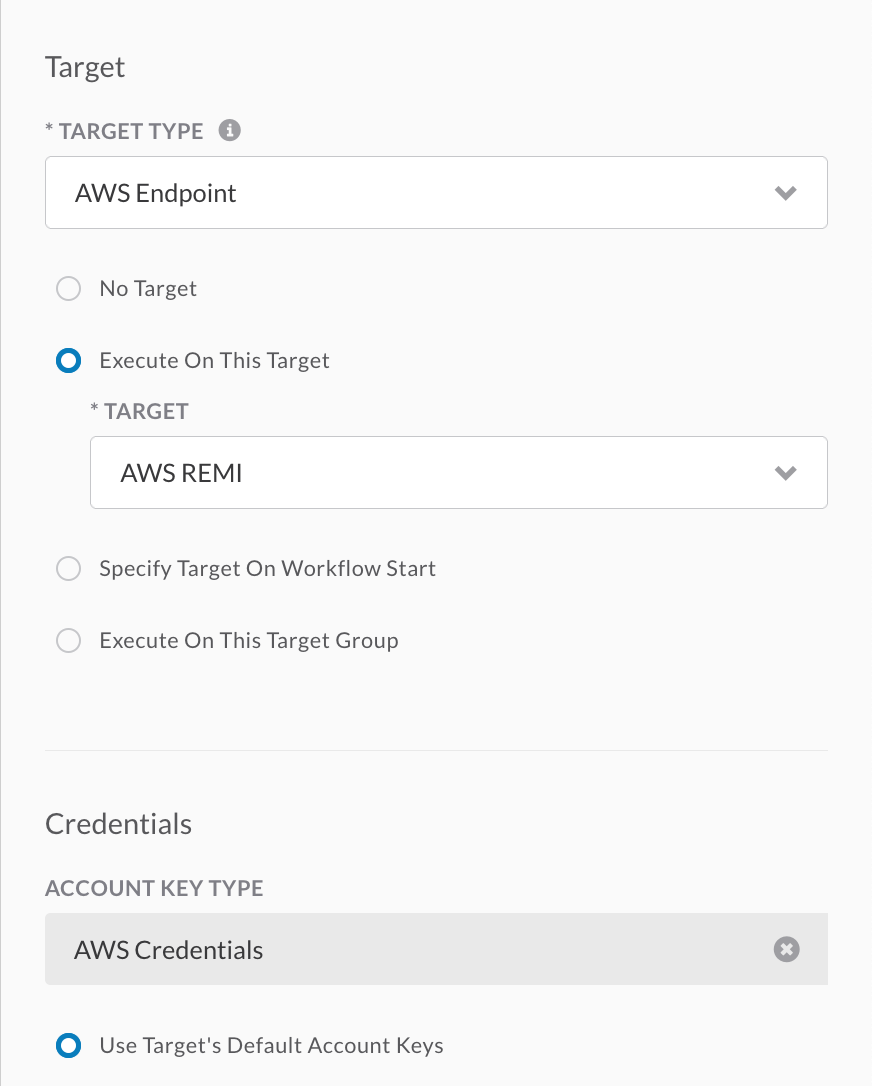 Target
* TARGET TYPE
AWS Endpoint
No Target
Execute On This Target
* TARGET
AWS REMI
Specify Target On Workflow Start
Execute On This Target Group
Credentials
ACCOUNT KEY TYPE
AWS Credentials
Use Target's Default Account Keys